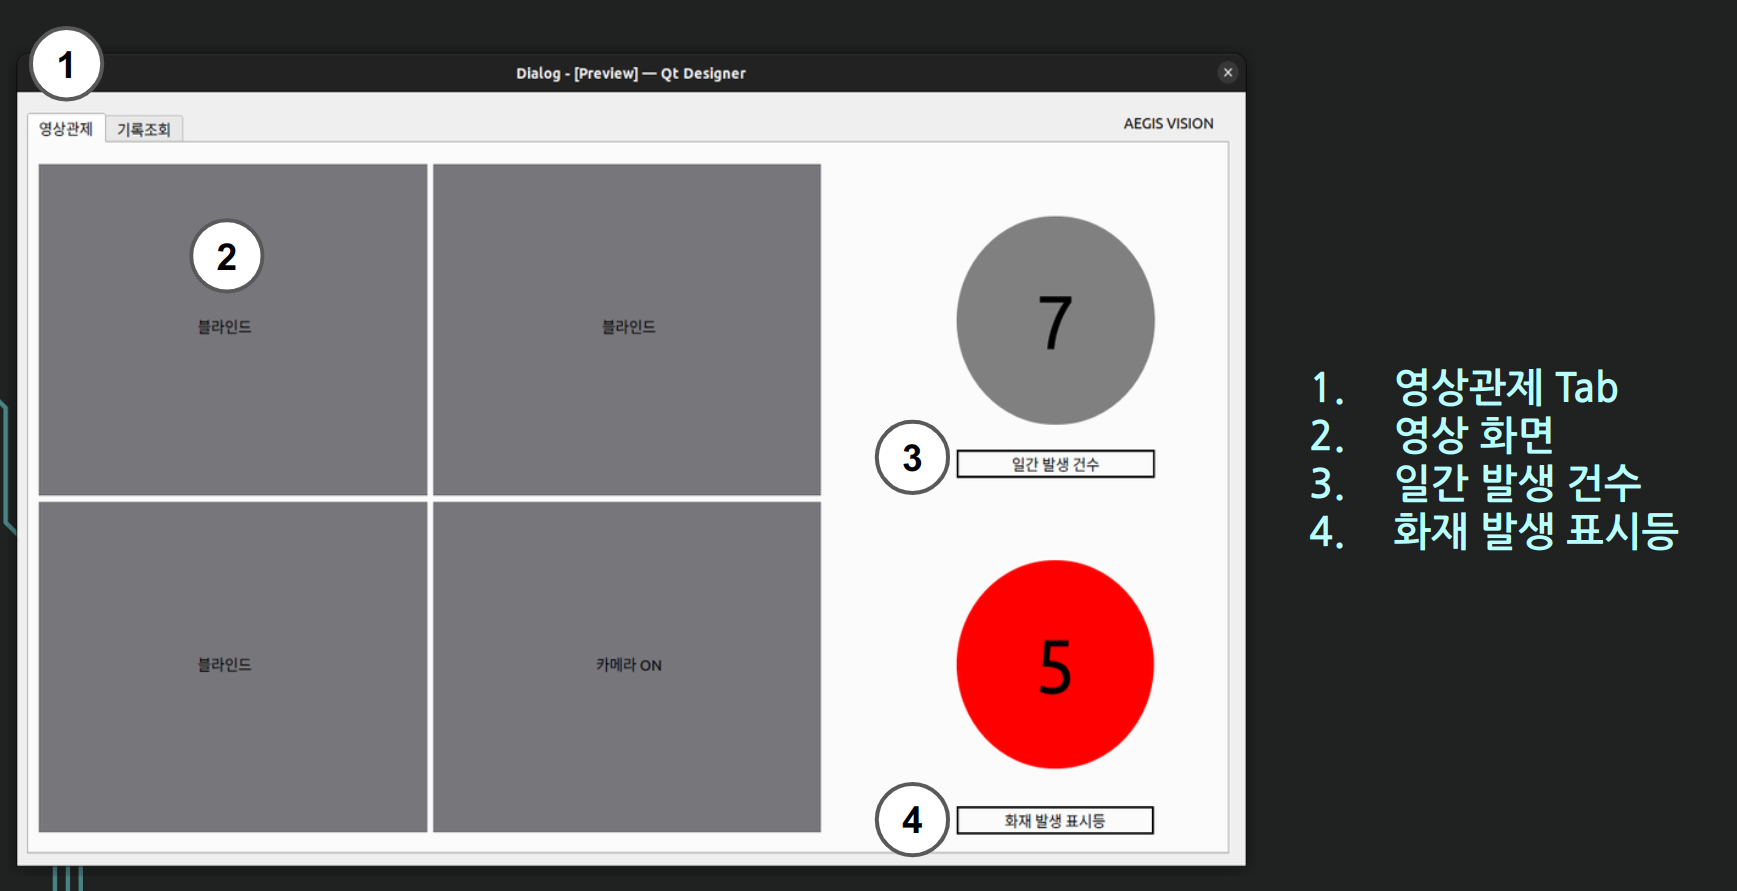 1
Dialog - [Preview] — Qt Designer
영상관제 기록조회
AEGIS VISION
2
블라인드
블라인드
7
3
일간 발생 건수
블라인드
카메라 ON
5
4
화재 발생 표시등
1. 영상관제 Tab
2. 영상 화면
3. 일간 발생 건수
4. 화재 발생 표시등